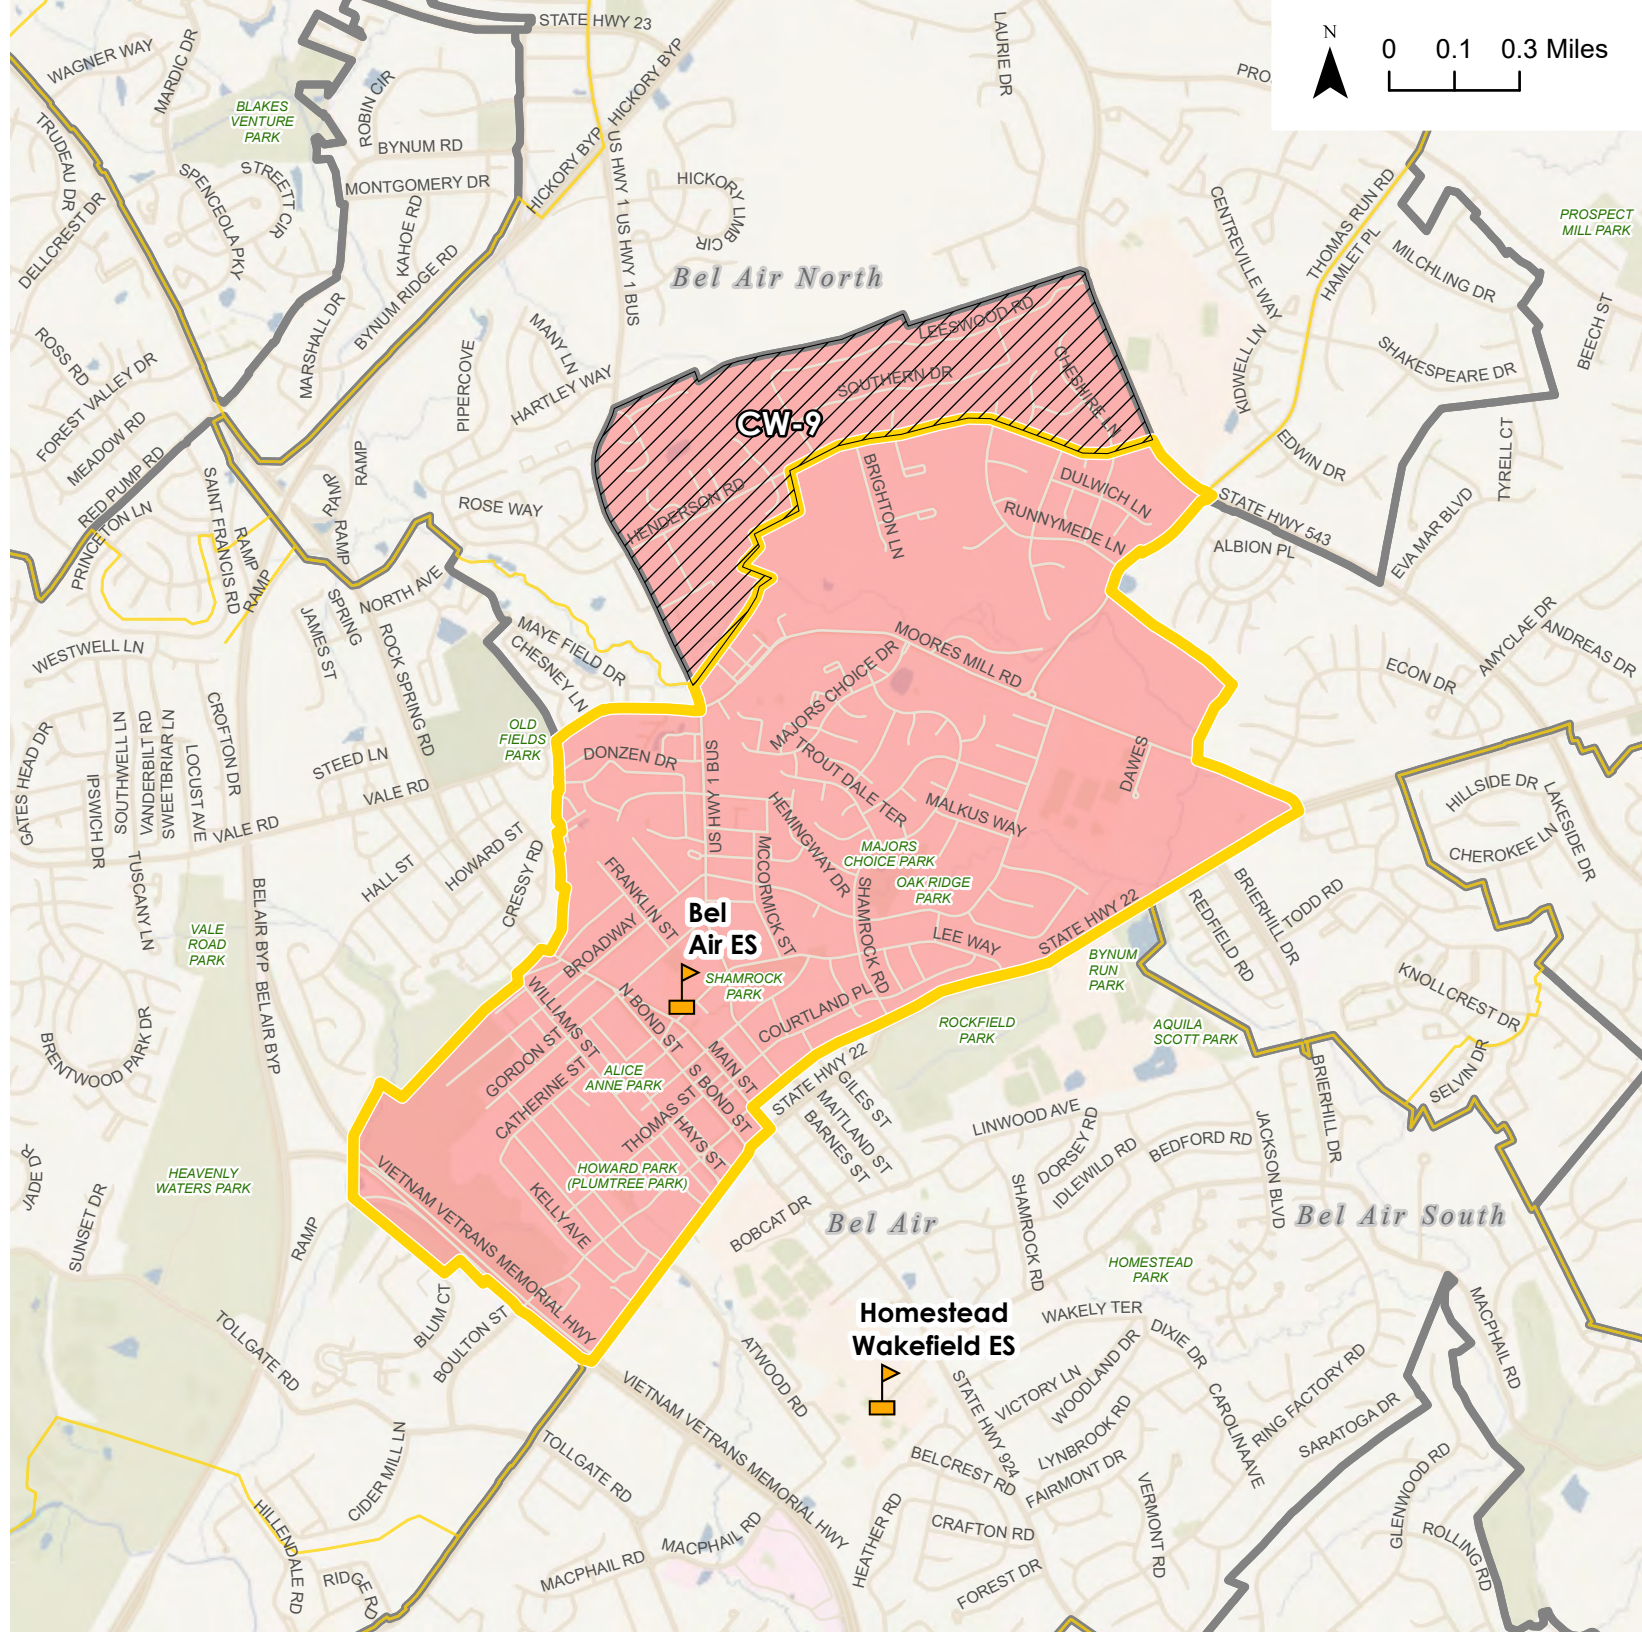 STATE HWY 23
N
0 0.1 0.3 Miles
WAGNER WAY
MARDIC DR
LAURIE DR
HICKORY BYP
PRO
ROBIN CIR
BLAKES
VENTURE
PARK
TRUDEAU DR
BYNUM RD
HICKORY BYP
US HWY 1
US HWY 1 BUS
STREETT CIR
SPENCEOLA PKY
MONTGOMERY DR
HICKORY LIMB
CIR
CENTREVILLE WAY
THOMAS RUN RD
HAMLET PL
PROSPECT
MILL PARK
DELLCREST DR
KAHOE RD
BYNUM RIDGE RD
Bel Air North
MILCHLING DR
MARSHALL DR
MANY LN
LEESWOOD RD
BEECH ST
ROSS RD
FOREST VALLEY DR
PIPERCOVE
HARTLEY WAY
SOUTHERN DR
CHESHIRE LN
KIDWELL LN
SHAKESPEARE DR
CW-9
MEADOW RD
RED PUMP RD
RAMP
RAMP
RAMP
EDWIN DR
TYRELL CT
PRINCETON LN
SAINT FRANCIS RD
RAMP
RAMP
ROSE WAY
HENDERSON RD
BRIGHTON LN
DULWICH LN
RUNNYMEDE LN
STATE HWY 543
ALBION PL
EVA MAR BLVD
NORTH AVE
SPRING
JAMES ST
ROCK SPRING RD
MAYE FIELD DR
CHESNEY LN
MOORES MILL RD
AMYCLAE DR
ANDREAS DR
ECON DR
WESTWELL LN
CROFTON DR
MAJORS CHOICE DR
OLD
FIELDS
PARK
GATES HEAD DR
SOUTHWELL LN
VANDERBILT RD
SWEETBRIAR LN
LOCUST AVE
IPSWICH DR
STEED LN
DONZEN DR
US HWY 1 BUS
TROUT DALE TER
DAWES
VALE RD
VALE RD
HEMINGWAY DR
MALKUS WAY
HILLSIDE DR
LAKESIDE DR
CHEROKEE LN
TUSCANY LN
HALL ST
HOWARD ST
CRESSY RD
MCCORMICK ST
MAJORS
CHOICE PARK
FRANKLIN ST
SHAMROCK RD
OAK RIDGE
PARK
BRIERHILL DR
TODD RD
REDFIELD RD
BELAIR BYP
BELAIR BYP
VALE
ROAD
PARK
Bel
Air ES
BROADWAY
LEE WAY
STATE HWY 22
SHAMROCK
PARK
BYNUM
RUN
PARK
KNOLLCREST DR
WILLIAMS ST
N BOND ST
COURTLAND PL
ROCKFIELD
PARK
AQUILA
SCOTT PARK
BRENTWOOD PARK DR
GORDON ST
CATHERINE ST
ALICE
ANNE PARK
MAIN ST
S BOND ST
STATE HWY 22
GILES ST
MAITLAND ST
BARNES ST
SELVIN DR
BRIERHILL DR
THOMAS ST
HAYS ST
LINWOOD AVE
DORSEY RD
IDLEWILD RD
BEDFORD RD
JACKSON BLVD
JADE DR
HEAVENLY
WATERS PARK
VIETNAM VETRANS MEMORIAL HWY
HOWARD PARK
(PLUMTREE PARK)
KELLY AVE
SHAMROCK RD
SUNSET DR
RAMP
BOBCAT DR
Bel Air
Bel Air South
HOMESTEAD
PARK
TOLLGATE RD
BLUM CT
BOULTON ST
Homestead
Wakefield ES
WAKELY TER
DIXIE DR
MACPHAIL RD
ATWOOD RD
VIETNAM VETRANS MEMORIAL HWY
STATE HWY 924
VICTORY LN
WOODLAND DR
CAROLINA AVE
RING FACTORY RD
SARATOGA DR
LYNBROOK RD
TOLLGATE RD
CIDER MILL LN
BELCREST RD
FAIRMONT DR
VERMONT RD
GLENWOOD RD
ROLLING RD
HILLENDALE RD
HEATHER RD
CRAFTON RD
MACPHAIL RD
MACPHAIL RD
RIDGE RD
FOREST DR